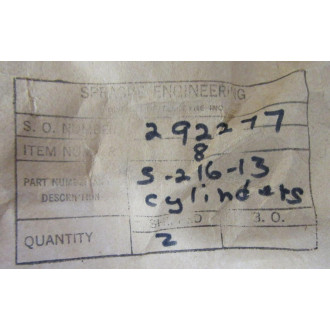 SPRAGUE ENGINEERING
S. O. NUMBER 292277
ITEM NO. 8
PART NUMBER S-216-13
DESCRIPTION cylinders
B. O.
QUANTITY 2